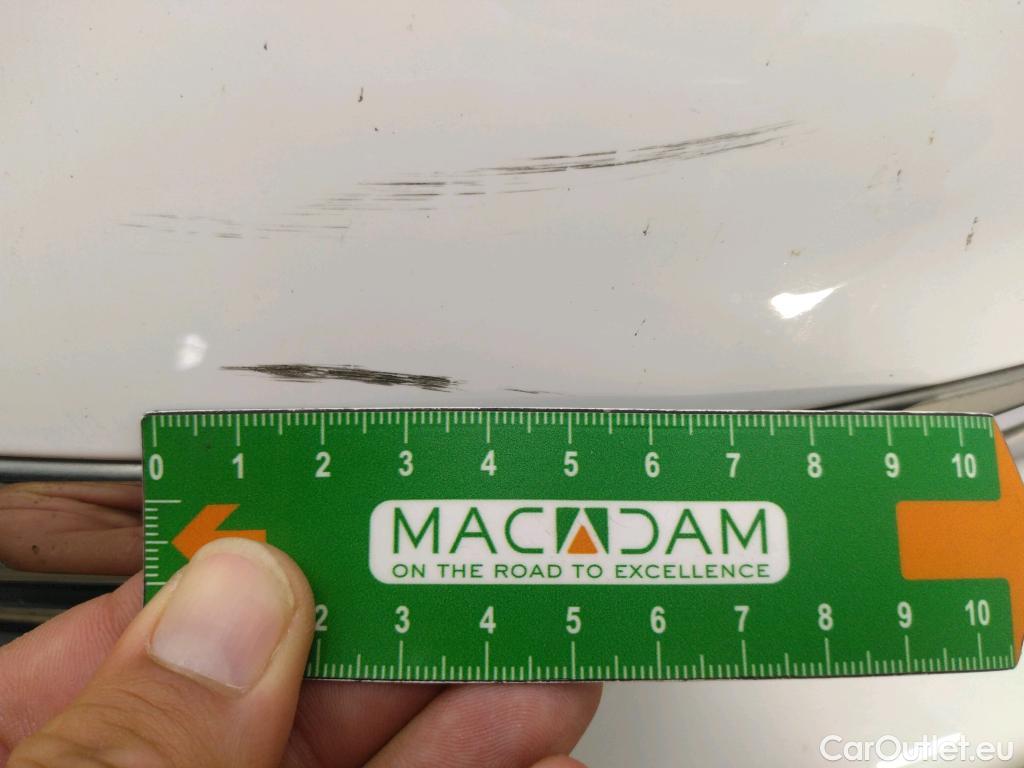 0 1 2 3 4 5 6 7 8 9 10
MACADAM
ON THE ROAD TO EXCELLENCE
2 3 4 5 6 7 8 9 10
CarOutlet.eu